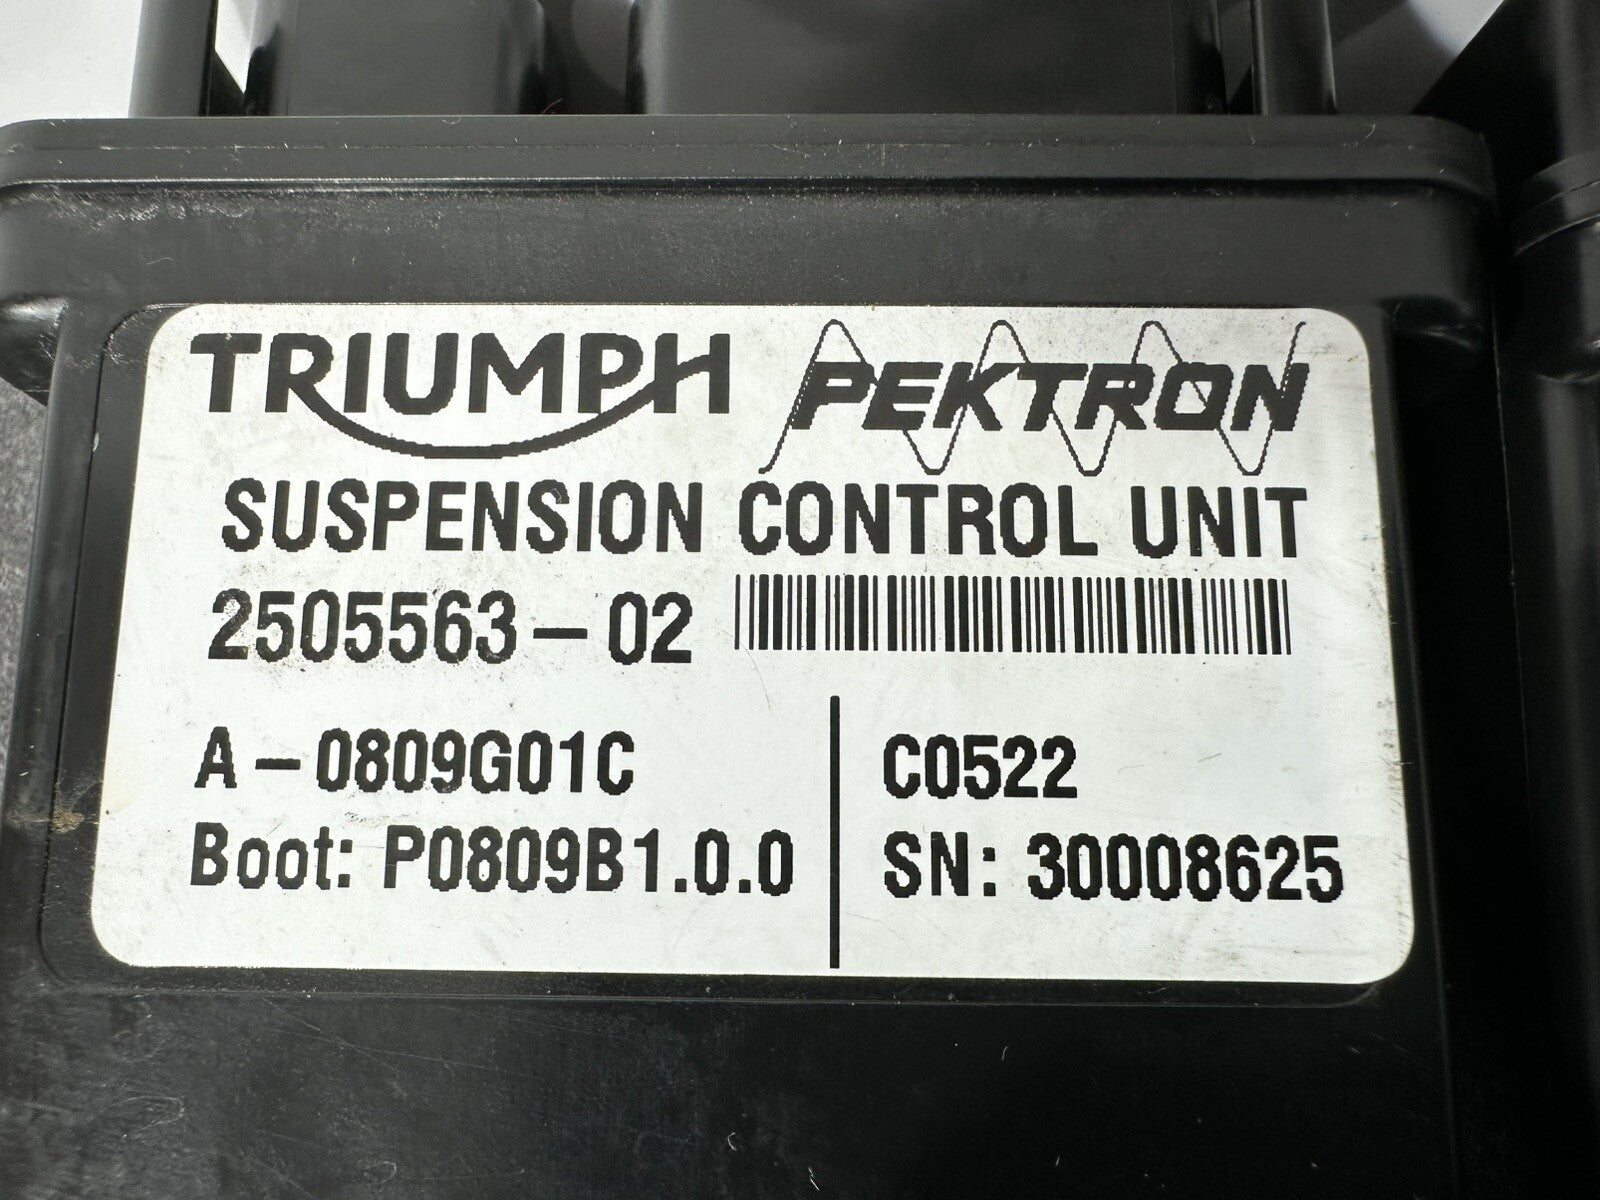 TRIUMPH PEKTRON
SUSPENSION CONTROL UNIT
2505563-02
A-0809G01C
Boot: P0809B1.0.0
C0522
SN: 30008625